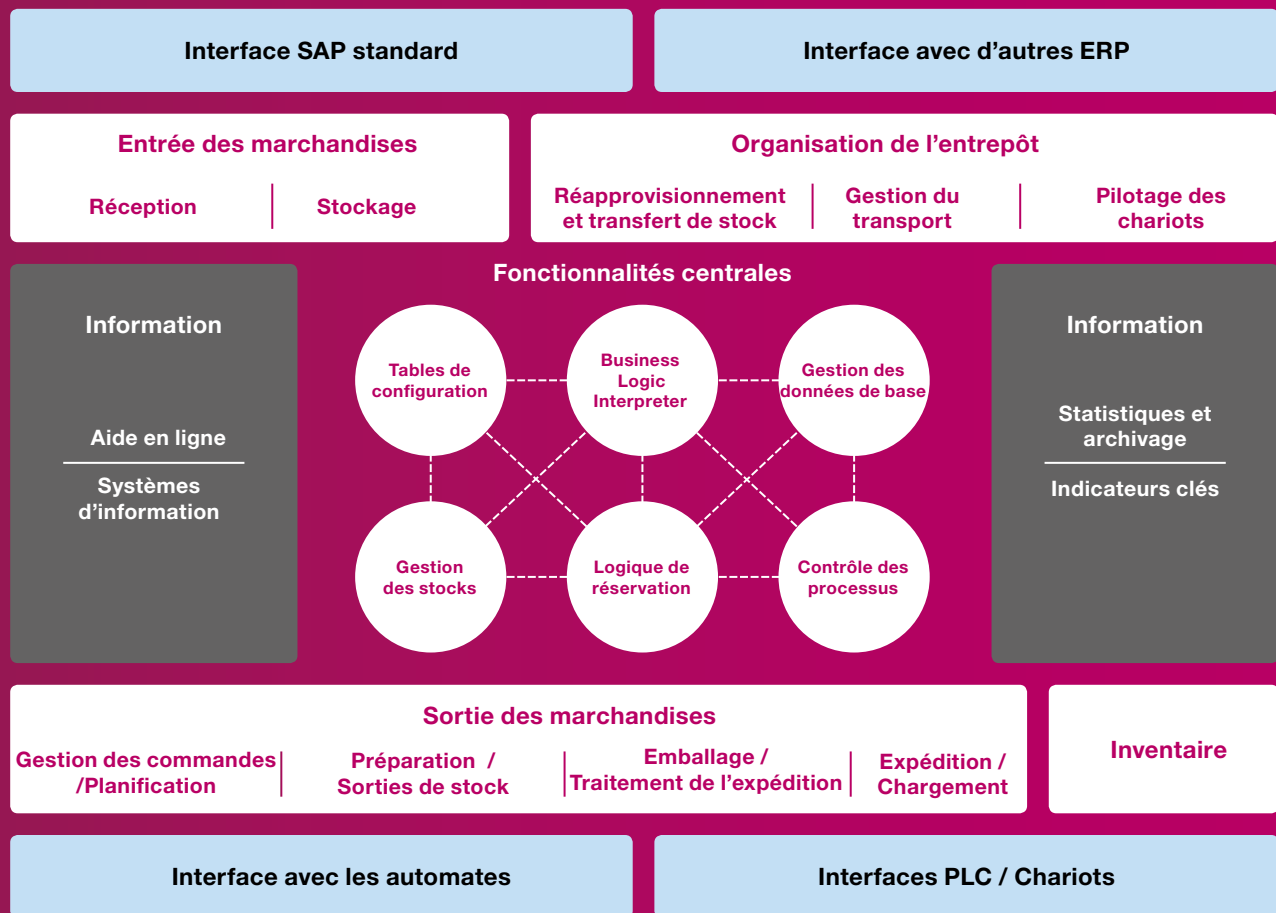 Interface SAP standard
Interface avec d'autres ERP
Entrée des marchandises
Réception
Stockage
Organisation de l'entrepôt
Réapprovisionnement
et transfert de stock
Gestion du
transport
Pilotage des
chariots
Information
Aide en ligne
Systèmes
d'information
Fonctionnalités centrales
Tables de
configuration
Business
Logic
Interpreter
Gestion des
données de base
Gestion
des stocks
Logique de
réservation
Contrôle des
processus
Information
Statistiques et
archivage
Indicateurs clés
Sortie des marchandises
Gestion des commandes
/Planification
Préparation /
Sorties de stock
Emballage /
Traitement de l'expédition
Expédition /
Chargement
Inventaire
Interface avec les automates
Interfaces PLC / Chariots